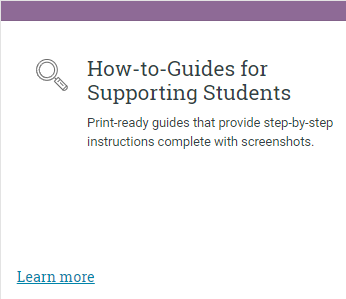 How-to-Guides for
Supporting Students
Print-ready guides that provide step-by-step
instructions complete with screenshots.
Learn more